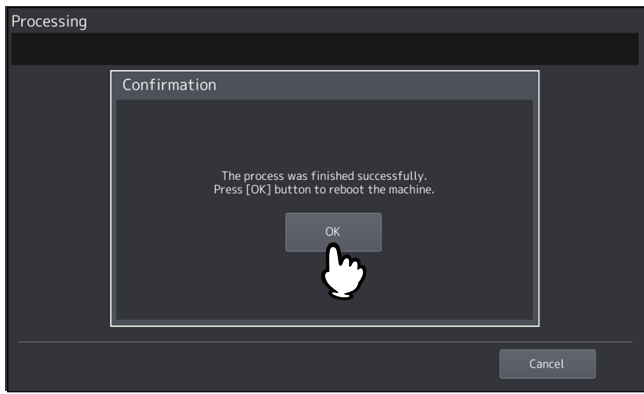 Processing
Confirmation
The process was finished successfully.
Press [OK] button to reboot the machine.
OK
Cancel